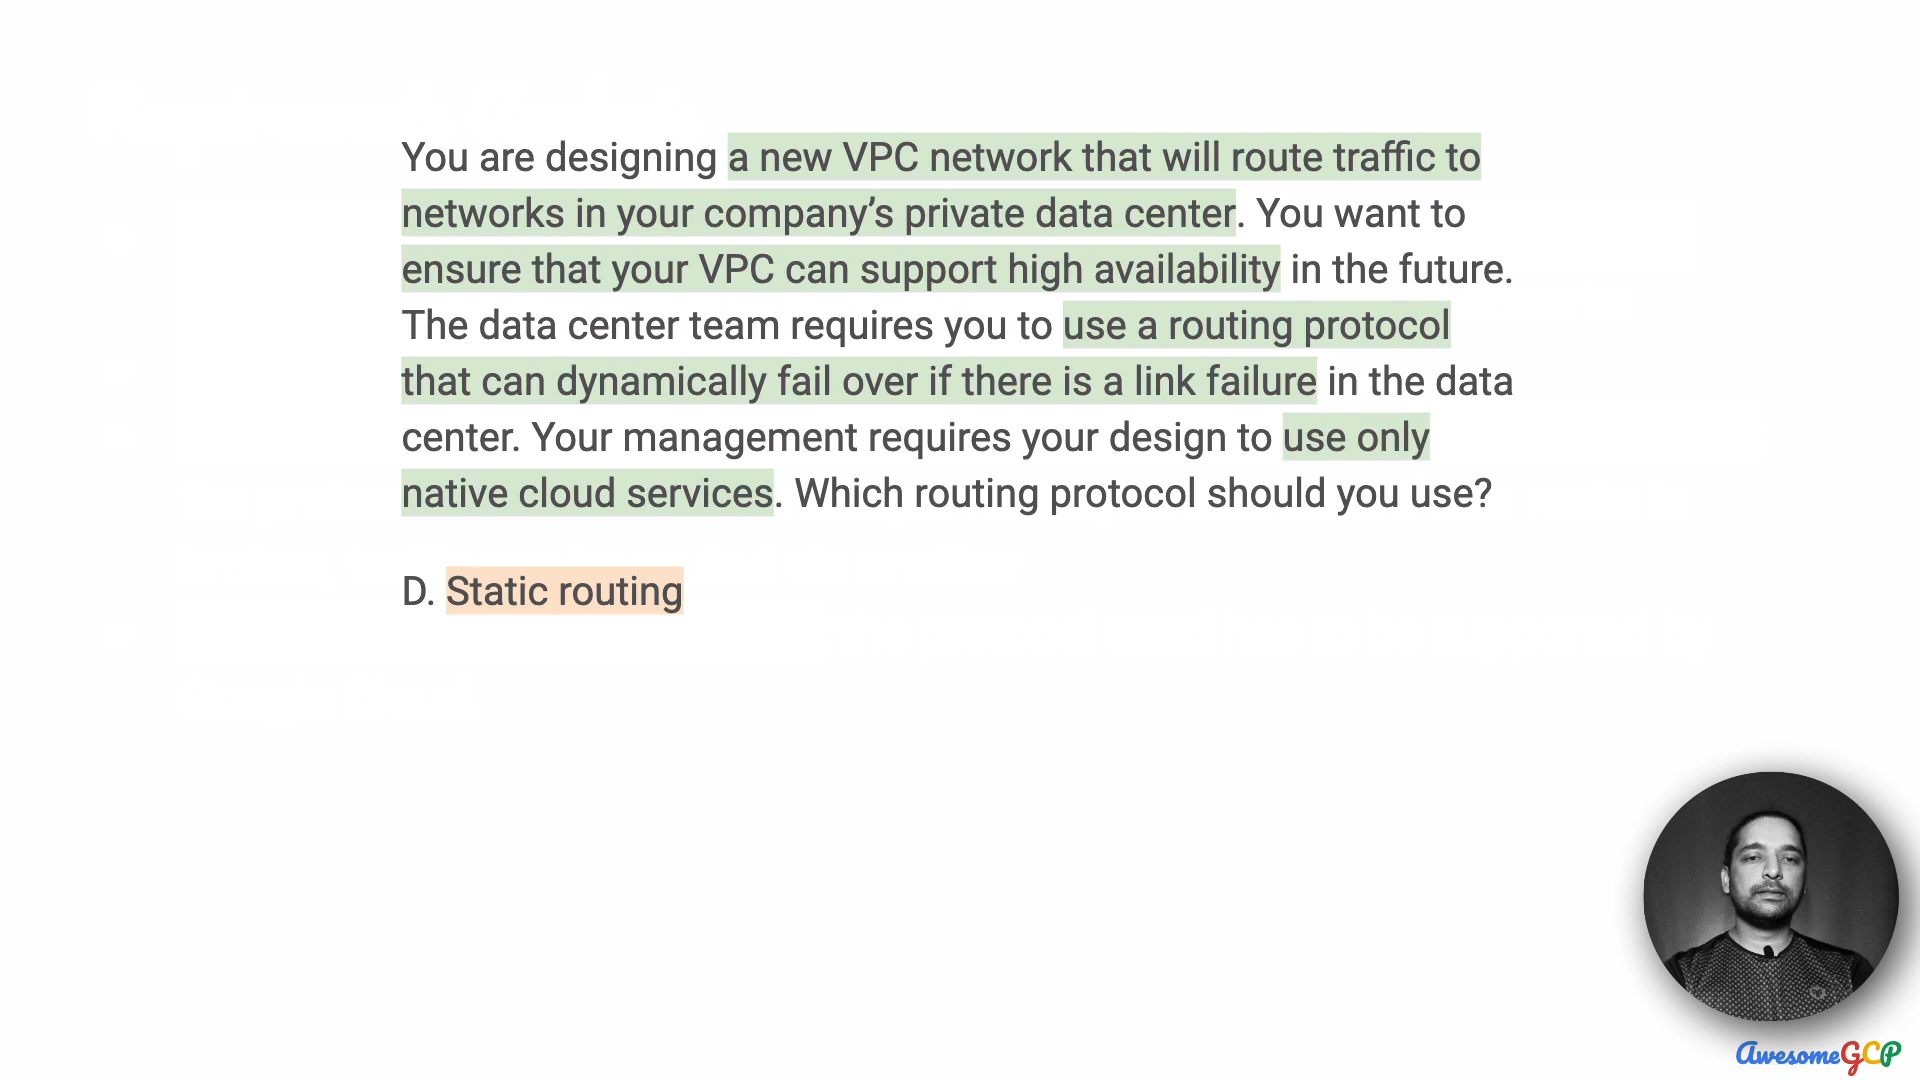 You are designing a new VPC network that will route traffic to
networks in your company’s private data center. You want to
ensure that your VPC can support high availability in the future.
The data center team requires you to use a routing protocol
that can dynamically fail over if there is a link failure in the data
center. Your management requires your design to use only
native cloud services. Which routing protocol should you use?
D. Static routing
AwesomeGCP